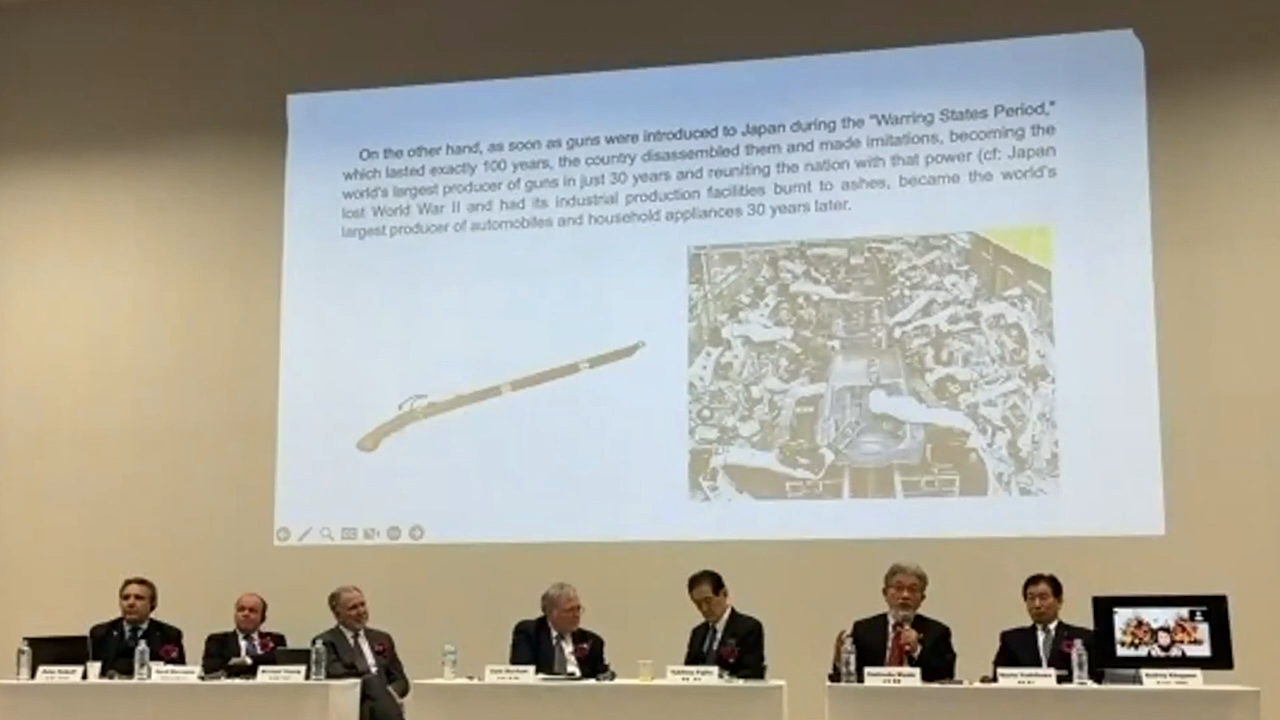 On the other hand, as soon as guns were introduced to Japan during the “Warring States Period,”
which lasted exactly 100 years, the country disassembled them and made imitations, becoming the
world's largest producer of guns in just 30 years and reuniting the nation with that power (cf: Japan
lost World War II and had its industrial production facilities burnt to ashes, became the world's
largest producer of automobiles and household appliances 30 years later.